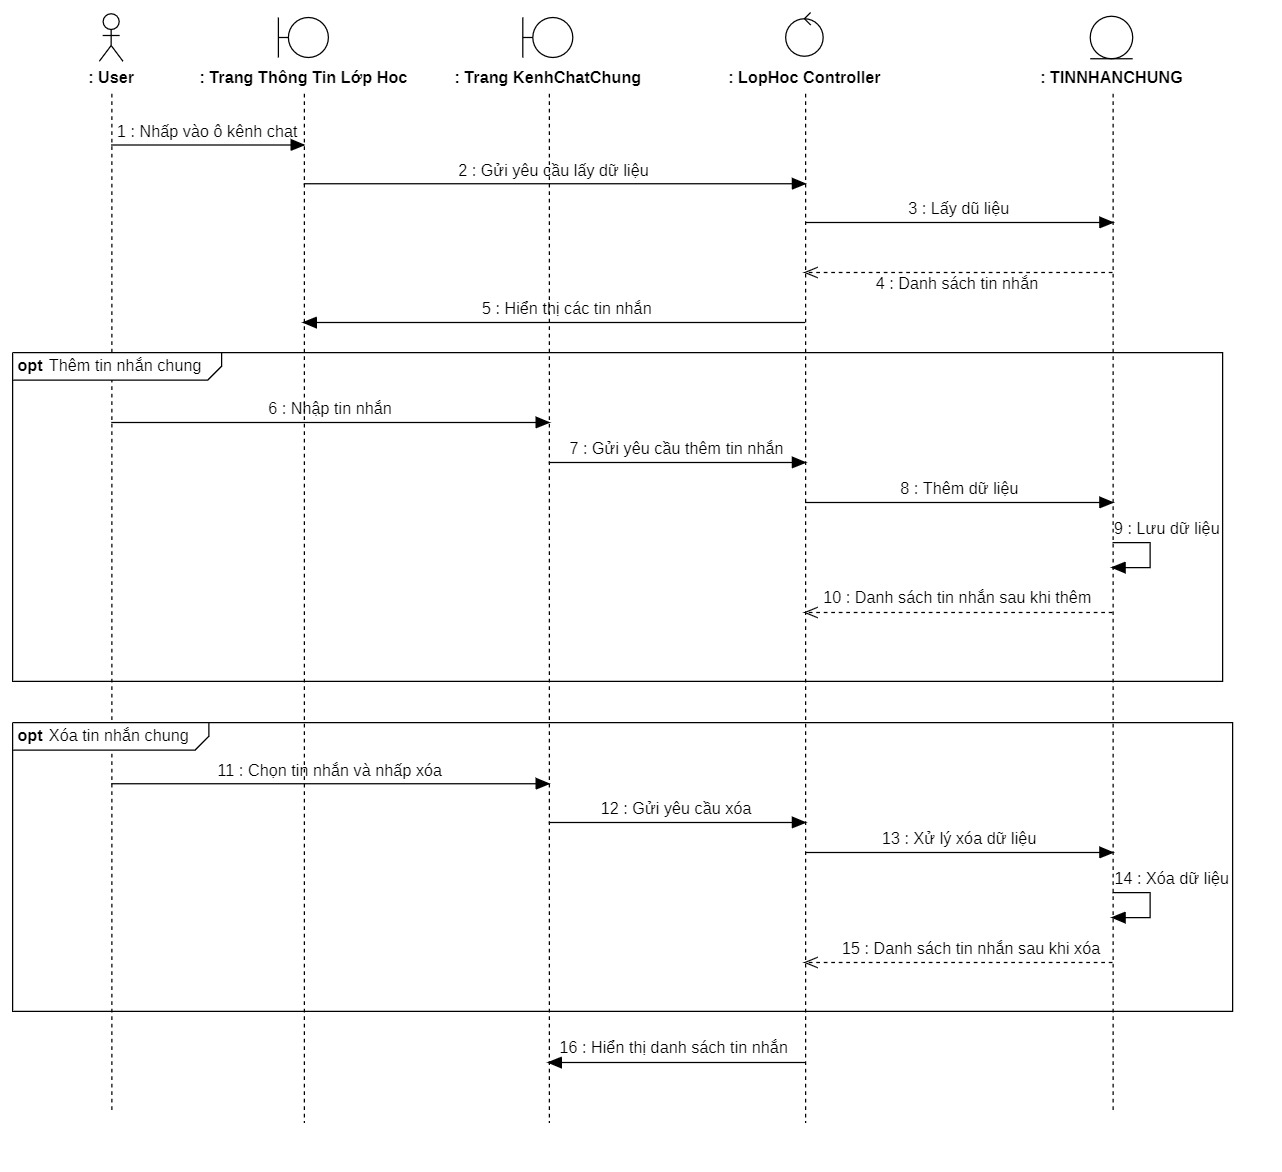 : User
: Trang Thông Tin Lớp Hoc
: Trang KenhChatChung
: LopHoc Controller
: TINNHANCHUNG
1 : Nhấp vào ô kênh chat
2 : Gửi yêu cầu lấy dữ liệu
3 : Lấy dũ liệu
4 : Danh sách tin nhắn
5 : Hiển thị các tin nhắn
opt Thêm tin nhắn chung
6 : Nhập tin nhắn
7 : Gửi yêu cầu thêm tin nhắn
8 : Thêm dữ liệu
9 : Lưu dữ liệu
10 : Danh sách tin nhắn sau khi thêm
opt Xóa tin nhắn chung
11 : Chọn tin nhắn và nhấp xóa
12 : Gửi yêu cầu xóa
13 : Xử lý xóa dữ liệu
14 : Xóa dữ liệu
15 : Danh sách tin nhắn sau khi xóa
16 : Hiển thị danh sách tin nhắn